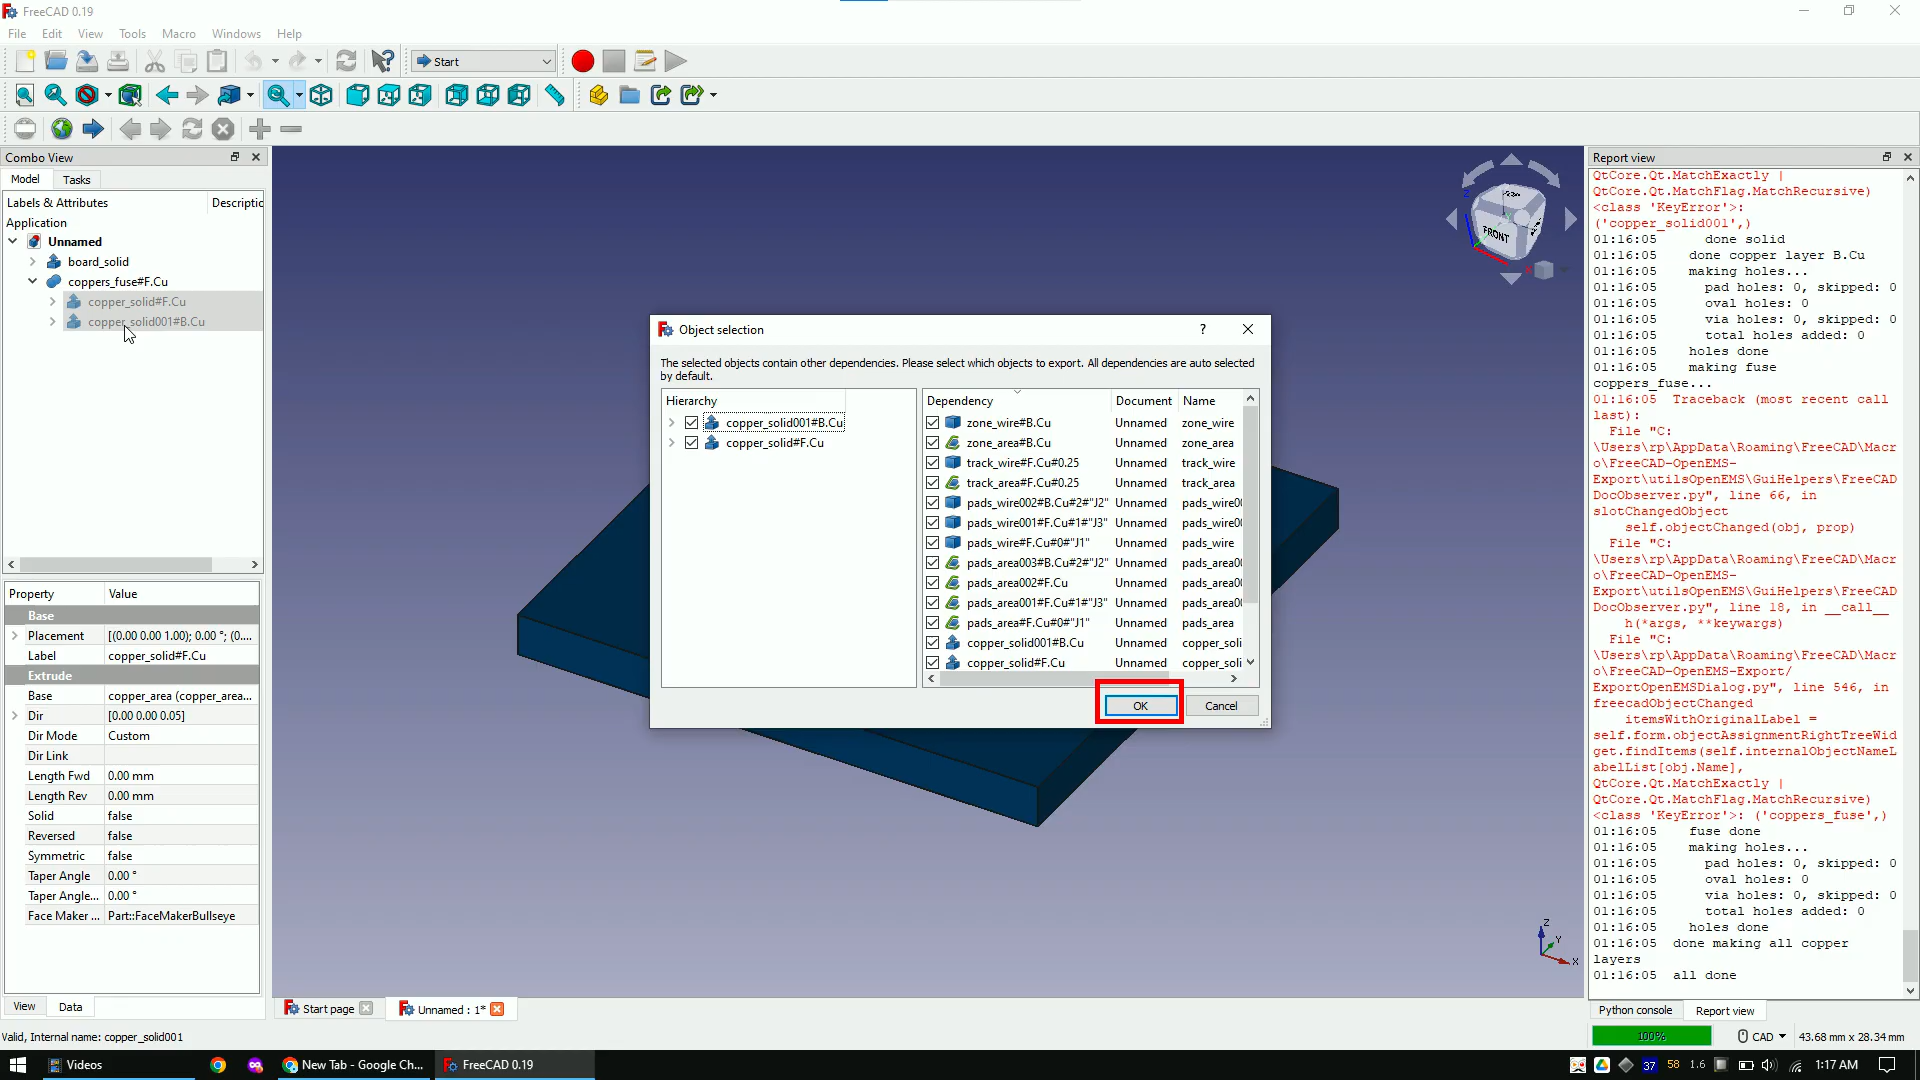 FreeCAD 0.19
File Edit View Tools Macro Windows Help
Start
Combo View
Model Tasks
Labels & Attributes Descriptic
Application
Unnamed
board_solid
coppers_fuse#F.Cu
copper_solid#F.Cu
copper_solid001#B.Cu
Property Value
Base
Placement [(0.00 0.00 1.00); 0.00 °; (0....
Label copper_solid#F.Cu
Extrude
Base copper_area (copper_area...
Dir [0.00 0.00 0.05]
Dir Mode Custom
Dir Link
Length Fwd 0.00 mm
Length Rev 0.00 mm
Solid false
Reversed false
Symmetric false
Taper Angle 0.00 °
Taper Angle... 0.00 °
Face Maker ... Part::FaceMakerBullseye
View Data
Valid, Internal name: copper_solid001
Object selection
?
The selected objects contain other dependencies. Please select which objects to export. All dependencies are auto selected
by default.
Hierarchy
copper_solid001#B.Cu
copper_solid#F.Cu
Dependency Document Name
zone_wire#B.Cu Unnamed zone_wire
zone_area#B.Cu Unnamed zone_area
track_wire#F.Cu#0.25 Unnamed track_wire
track_area#F.Cu#0.25 Unnamed track_area
pads_wire002#B.Cu#2#"J2" Unnamed pads_wire0(
pads_wire001#F.Cu#1#"J3" Unnamed pads_wire0(
pads_wire#F.Cu#0#"J1" Unnamed pads_wire
pads_area003#B.Cu#2#"J2" Unnamed pads_area0(
pads_area002#F.Cu Unnamed pads_area0(
pads_area001#F.Cu#1#"J3" Unnamed pads_area0(
pads_area#F.Cu#0#"J1" Unnamed pads_area
copper_solid001#B.Cu Unnamed copper_soli
copper_solid#F.Cu Unnamed copper_soli
OK Cancel
FRONT
Z
Y
X
Start page
Unnamed : 1*
Report view
QtCore.Qt.MatchExactly |
QtCore.Qt.MatchFlag.MatchRecursive)
<class 'KeyError'>:
('copper_solid001',)
01:16:05 done solid
01:16:05 done copper layer B.Cu
01:16:05 making holes...
01:16:05 pad holes: 0, skipped: 0
01:16:05 oval holes: 0
01:16:05 via holes: 0, skipped: 0
01:16:05 total holes added: 0
01:16:05 holes done
01:16:05 making fuse
coppers_fuse...
01:16:05 Traceback (most recent call
last):
File "C:
\Users\rp\AppData\Roaming\FreeCAD\Macr
o\FreeCAD-OpenEMS-
Export\utilsOpenEMS\GuiHelpers\FreeCAD
DocObserver.py", line 66, in
slotChangedObject
self.objectChanged(obj, prop)
File "C:
\Users\rp\AppData\Roaming\FreeCAD\Macr
o\FreeCAD-OpenEMS-
Export\utilsOpenEMS\GuiHelpers\FreeCAD
DocObserver.py", line 18, in __call__
h(*args, **keywargs)
File "C:
\Users\rp\AppData\Roaming\FreeCAD\Macr
o\FreeCAD-OpenEMS-Export/
ExportOpenEMSDialog.py", line 546, in
freecadObjectChanged
itemsWithOriginalLabel =
self.form.objectAssignmentRightTreeWid
get.findItems(self.internalObjectNameL
abelList[obj.Name],
QtCore.Qt.MatchExactly |
QtCore.Qt.MatchFlag.MatchRecursive)
<class 'KeyError'>: ('coppers_fuse',)
01:16:05 fuse done
01:16:05 making holes...
01:16:05 pad holes: 0, skipped: 0
01:16:05 oval holes: 0
01:16:05 via holes: 0, skipped: 0
01:16:05 total holes added: 0
01:16:05 holes done
01:16:05 done making all copper
layers
01:16:05 all done
Python console Report view
100% CAD 43.68 mm x 28.34 mm
Videos
New Tab - Google Ch...
FreeCAD 0.19
37 58 1.6 1:17 AM